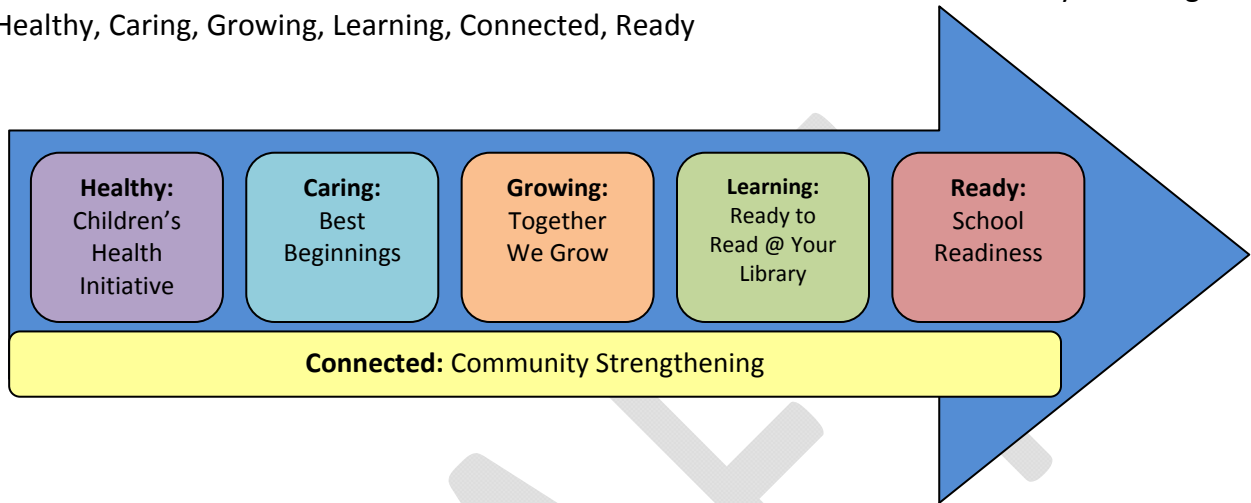 Healthy, Caring, Growing, Learning, Connected, Ready
Healthy:
Children’s
Health
Initiative
Caring:
Best
Beginnings
Growing:
Together
We Grow
Learning:
Ready to
Read @ Your
Library
Ready:
School
Readiness
Connected: Community Strengthening